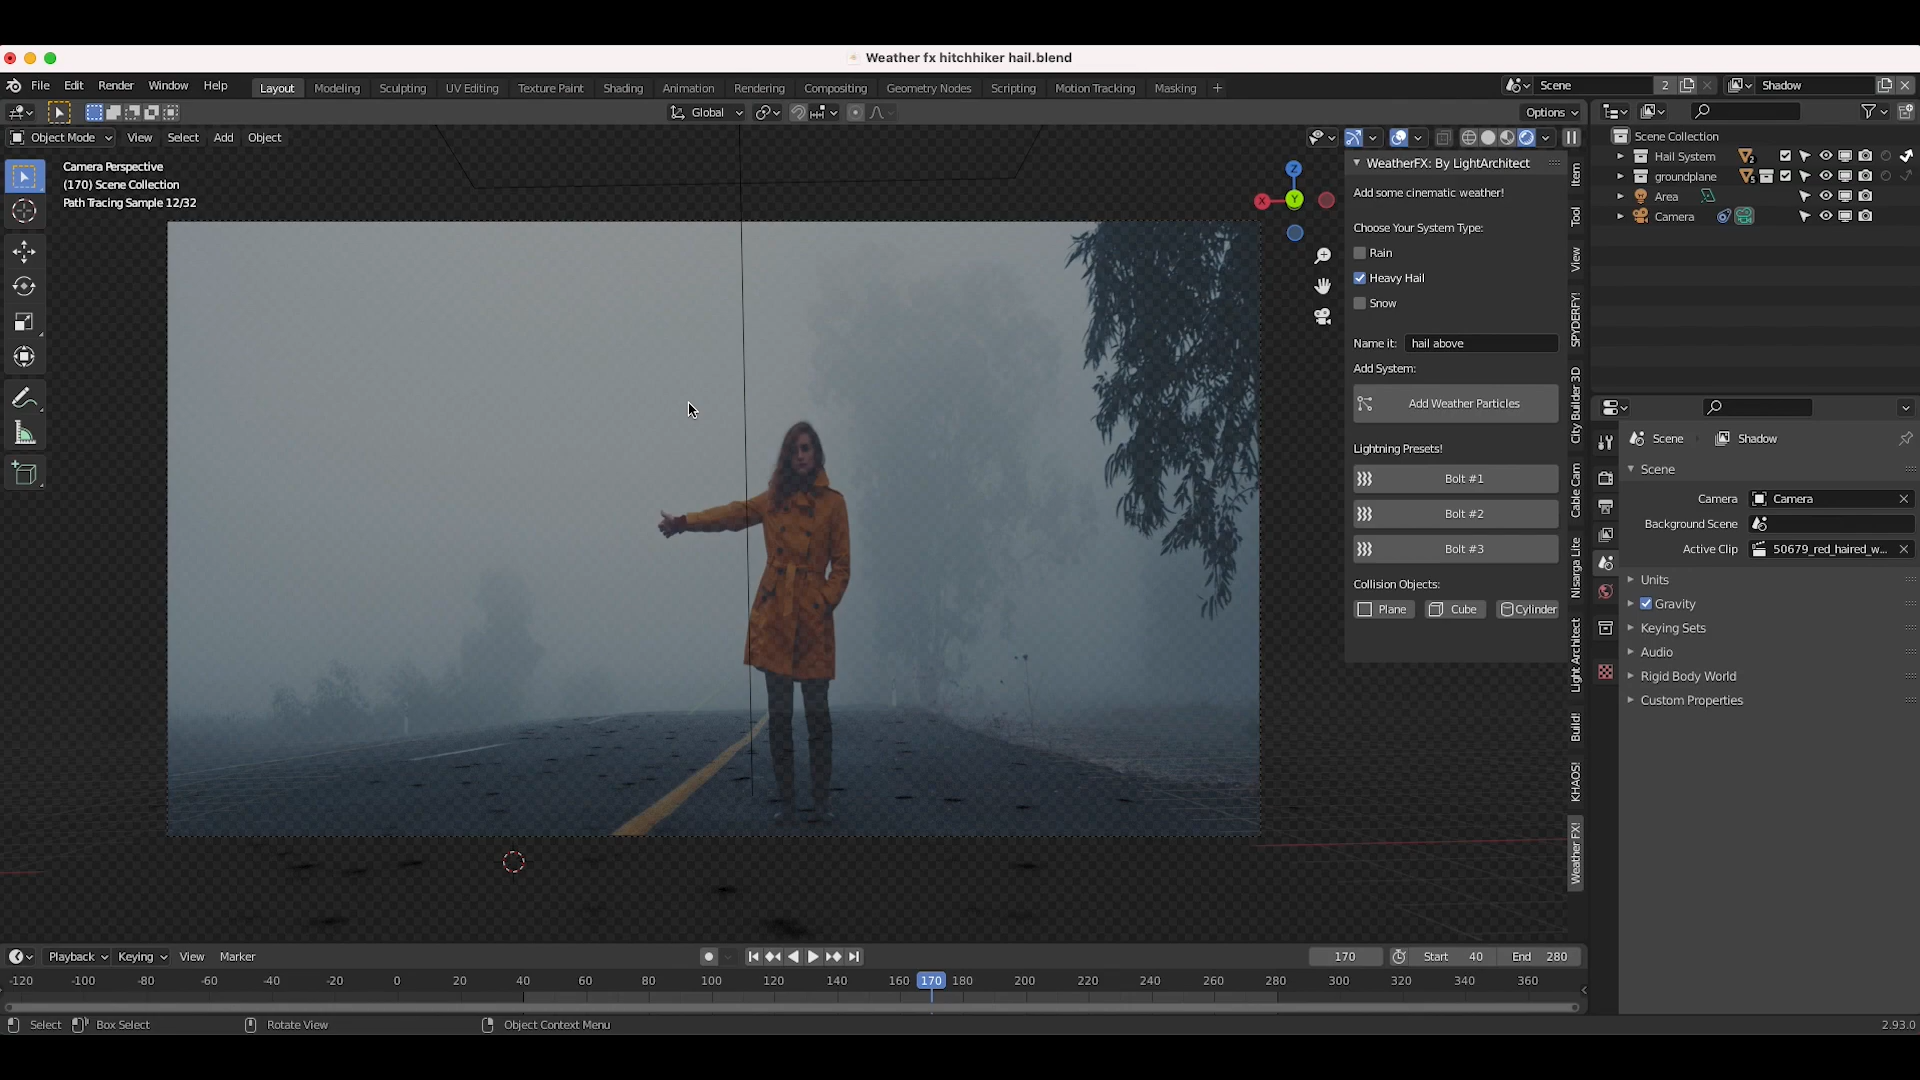 Weather fx hitchhiker hail.blend
File Edit Render Window Help Layout Modeling Sculpting UV Editing Texture Paint Shading Animation Rendering Compositing Geometry Nodes Scripting Motion Tracking Masking + Scene 2 Shadow
Global Options
Object Mode View Select Add Object
Camera Perspective
(170) Scene Collection
Path Tracing Sample 12/32
Z
X
Y
WeatherFX: By LightArchitect
Add some cinematic weather!
Choose Your System Type:
Rain
Heavy Hail
Snow
Name it: hail above
Add System:
Add Weather Particles
Lightning Presets!
Bolt #1
Bolt #2
Bolt #3
Collision Objects:
Plane Cube Cylinder
Item
Tool
View
SPYDERFY!
City Builder 3D
Cable Cam
Nisarga Lite
Light Architect
Build!
KHAOS!
Weather FX!
Scene Collection
Hail System 2
groundplane 5
Area
Camera
Scene Shadow
Scene
Camera Camera
Background Scene
Active Clip 50679_red_haired_w...
Units
Gravity
Keying Sets
Audio
Rigid Body World
Custom Properties
Playback Keying View Marker 170 Start 40 End 280
-120 -100 -80 -60 -40 -20 0 20 40 60 80 100 120 140 160 170 180 200 220 240 260 280 300 320 340 360
Select Box Select Rotate View Object Context Menu 2.93.0